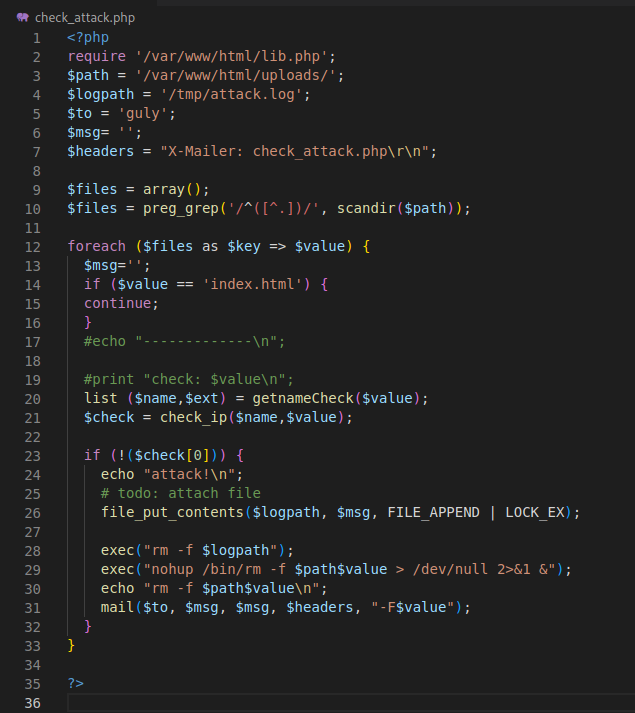 check_attack.php
1 <?php
2 require '/var/www/html/lib.php';
3 $path = '/var/www/html/uploads/';
4 $logpath = '/tmp/attack.log';
5 $to = 'guly';
6 $msg= '';
7 $headers = "X-Mailer: check_attack.php\r\n";
8
9 $files = array();
10 $files = preg_grep('/^([^.])/', scandir($path));
11
12 foreach ($files as $key => $value) {
13   $msg='';
14   if ($value == 'index.html') {
15   continue;
16   }
17   #echo "-------------\n";
18
19   #print "check: $value\n";
20   list ($name,$ext) = getnameCheck($value);
21   $check = check_ip($name,$value);
22
23   if (!($check[0])) {
24     echo "attack!\n";
25     # todo: attach file
26     file_put_contents($logpath, $msg, FILE_APPEND | LOCK_EX);
27
28     exec("rm -f $logpath");
29     exec("nohup /bin/rm -f $path$value > /dev/null 2>&1 &");
30     echo "rm -f $path$value\n";
31     mail($to, $msg, $msg, $headers, "-F$value");
32   }
33 }
34
35 ?>
36